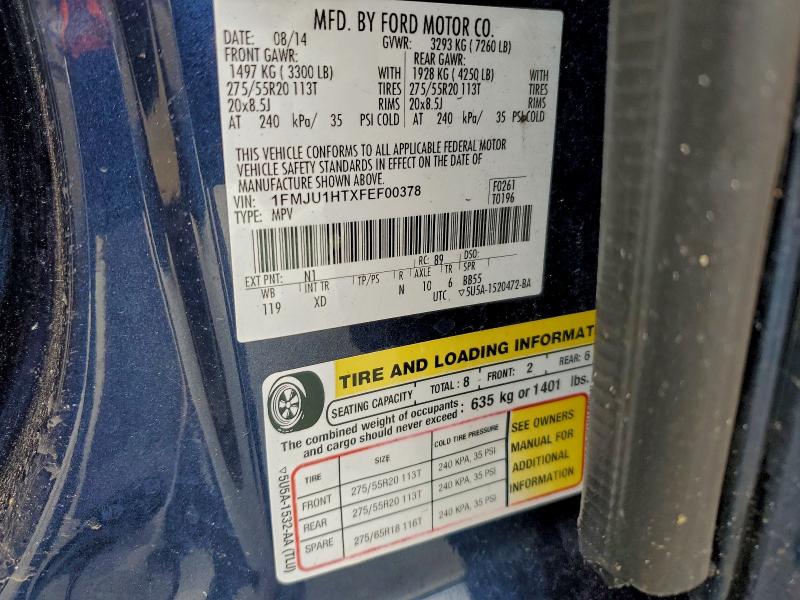 MFD. BY FORD MOTOR CO.
DATE: 08/14 GVWR: 3293 KG ( 7260 LB)
FRONT GAWR: REAR GAWR:
1497 KG ( 3300 LB) WITH 1928 KG ( 4250 LB) WITH
275/55R20 113T TIRES 275/55R20 113T TIRES
20x8.5J RIMS 20x8.5J RIMS
AT 240 kPa/ 35 PSI COLD AT 240 kPa/ 35 PSI COLD
THIS VEHICLE CONFORMS TO ALL APPLICABLE FEDERAL MOTOR
VEHICLE SAFETY STANDARDS IN EFFECT ON THE DATE OF
MANUFACTURE SHOWN ABOVE.
VIN: 1FMJU1HTXFEF00378 F0261
TYPE: MPV T0196
EXT PNT: N1 RC: 89 DSO:
WB INT TR TP/PS R AXLE TR SPR
119 XD N 10 6 BB55
UTC ▽5U5A-1520472-BA
TIRE AND LOADING INFORMAT
SEATING CAPACITY TOTAL : 8 FRONT: 2 REAR: 6
The combined weight of occupants : 635 kg or 1401 lbs.
and cargo should never exceed
TIRE SIZE COLD TIRE PRESSURE
FRONT 275/55R20 113T 240 KPA, 35 PSI
REAR 275/55R20 113T 240 KPA, 35 PSI
SPARE 275/65R18 116T 240 KPA, 35 PSI
SEE OWNERS
MANUAL FOR
ADDITIONAL
INFORMATION
▽5U5A-1532-AA (TLU)